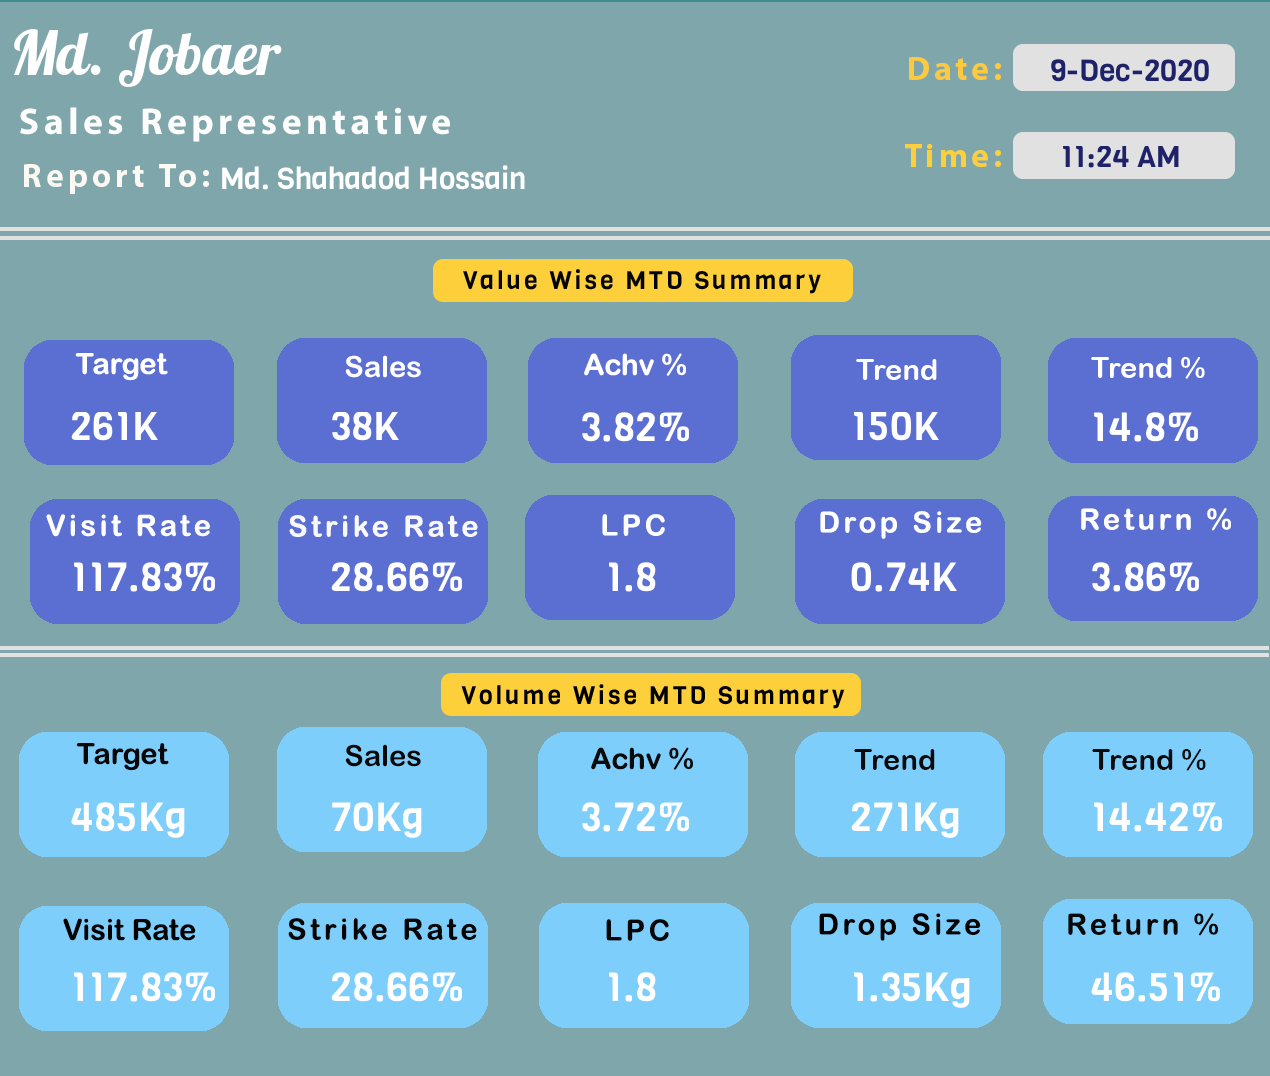 Md. Jobaer
Sales Representative
Report To: Md. Shahadod Hossain
Date: 9-Dec-2020
Time: 11:24 AM
Value Wise MTD Summary
Target
261K
Sales
38K
Achv %
3.82%
Trend
150K
Trend %
14.8%
Visit Rate
117.83%
Strike Rate
28.66%
LPC
1.8
Drop Size
0.74K
Return %
3.86%
Volume Wise MTD Summary
Target
485Kg
Sales
70Kg
Achv %
3.72%
Trend
271Kg
Trend %
14.42%
Visit Rate
117.83%
Strike Rate
28.66%
LPC
1.8
Drop Size
1.35Kg
Return %
46.51%